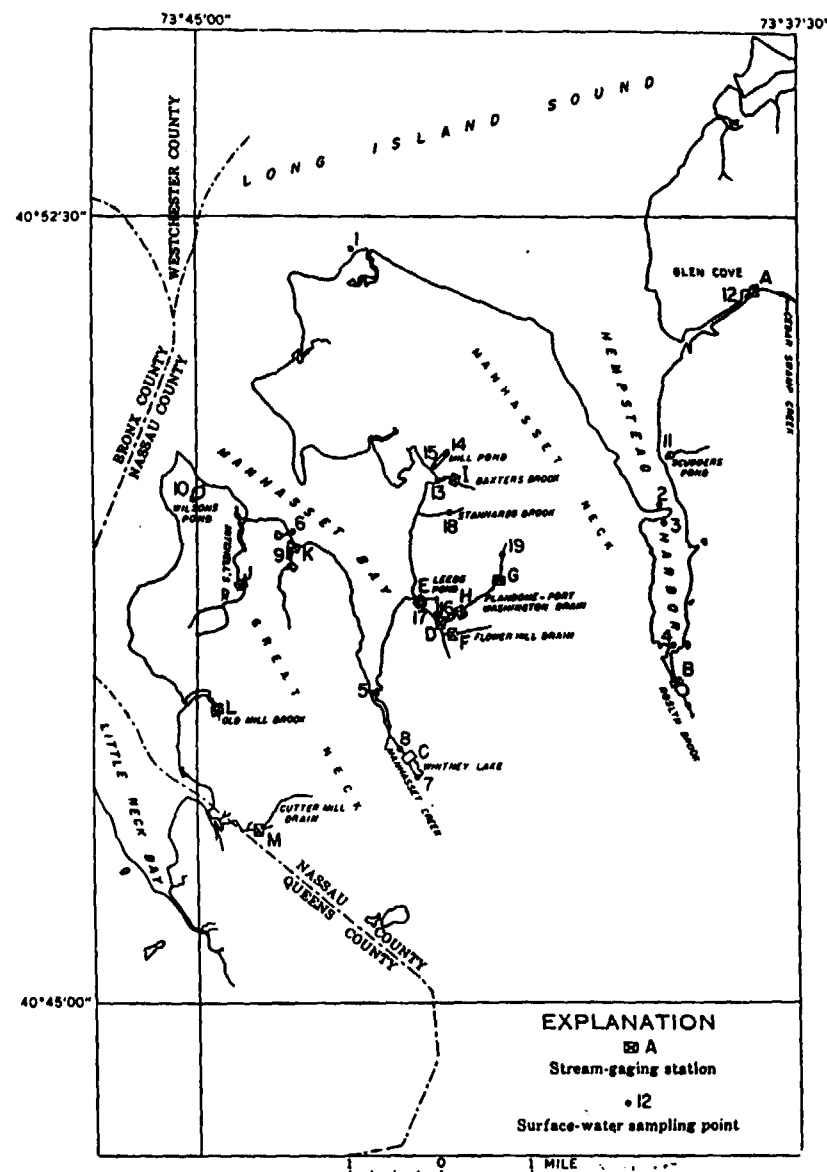 73°45'00"
73°37'30"
LONG ISLAND SOUND
WESTCHESTER COUNTY
40°52'30"
1
GLEN COVE
A
12
CEDAR SWAMP CREEK
BRONX COUNTY
NASSAU COUNTY
MANHASSET NECK
HEMPSTEAD HARBOR
MANHASSET BAY
15
14
MILL POND
11
SCUDDERS POND
10
WILSONS POND
13
I
BAXTERS BROOK
2
3
18
STANNARDS BROOK
6
9
K
19
G
J
E
LEEDS POND
H
PLANDOME-PORT WASHINGTON DRAIN
16
17
D
F
FLOWER HILL DRAIN
4
B
ROSLYN BROOK
GREAT NECK
5
L
OLD MILL BROOK
8
C
WHITNEY LAKE
7
MANHASSET CREEK
LITTLE NECK BAY
CUTTER MILL DRAIN
M
NASSAU COUNTY
QUEENS COUNTY
40°45'00"
EXPLANATION
A
Stream-gaging station
12
Surface-water sampling point
1 0 1 MILE